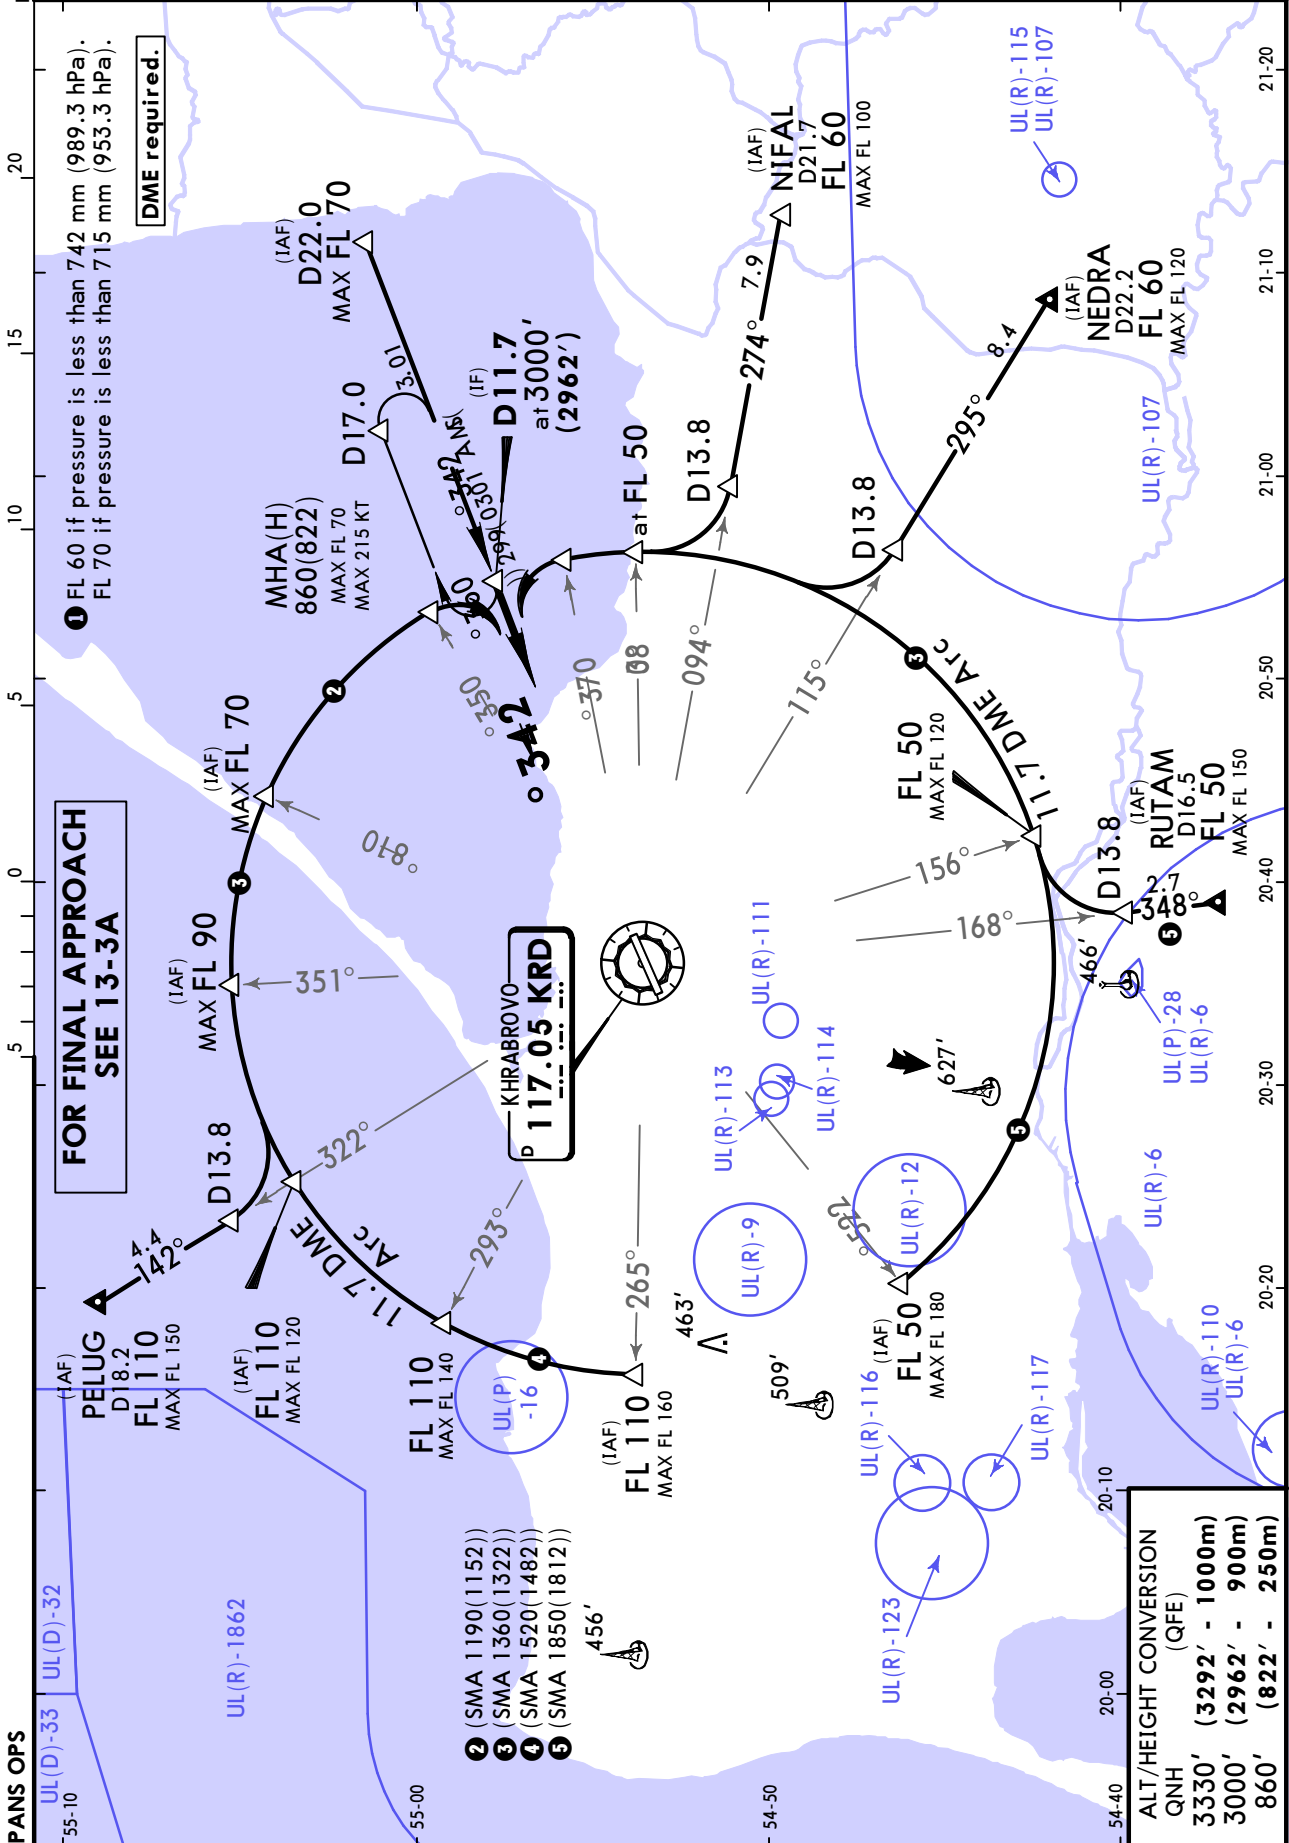 PANS OPS
5
0
5
10
15
20
55-10
55-00
54-50
54-40
20-00
20-10
20-20
20-30
20-40
20-50
21-00
21-10
21-20
FOR FINAL APPROACH
SEE 13-3A
1 FL 60 if pressure is less than 742 mm (989.3 hPa).
FL 70 if pressure is less than 715 mm (953.3 hPa).
DME required.
UL(D)-33
UL(D)-32
UL(R)-1862
(IAF)
PELUG
D18.2
FL 110
MAX FL 150
4.4
142°
D13.8
(IAF)
FL 110
MAX FL 120
322°
11.7 DME
Arc
293°
FL 110
MAX FL 140
UL(P)
-16
4
265°
(IAF)
FL 110
MAX FL 160
(IAF)
MAX FL 90
351°
3
(IAF)
MAX FL 70
2
MHA(H)
860(822)
MAX FL 70
MAX 215 KT
D17.0
3.01
(IAF)
D22.0
MAX FL 70
(IF)
D11.7
at 3000'
(2962')
342
at FL 50
D13.8
094°
274°
7.9
(IAF)
NIFAL
D21.7
FL 60
MAX FL 100
D13.8
115°
295°
8.4
(IAF)
NEDRA
D22.2
FL 60
MAX FL 120
UL(R)-115
UL(R)-107
UL(R)-107
3
11.7 DME Arc
FL 50
MAX FL 120
156°
168°
D13.8
2.7
348°
5
(IAF)
RUTAM
D16.5
FL 50
MAX FL 150
466'
UL(P)-28
UL(R)-6
UL(R)-6
KHRABROVO
D 117.05 KRD
UL(R)-111
UL(R)-113
UL(R)-114
627'
5
UL(R)-12
UL(R)-9
(IAF)
FL 50
MAX FL 180
463'
509'
456'
UL(R)-116
UL(R)-117
UL(R)-123
UL(R)-110
UL(R)-6
2 (SMA 1190(1152))
3 (SMA 1360(1322))
4 (SMA 1520(1482))
5 (SMA 1850(1812))
ALT/HEIGHT CONVERSION
QNH (QFE)
3330' (3292' - 1000m)
3000' (2962' - 900m)
860' (822' - 250m)